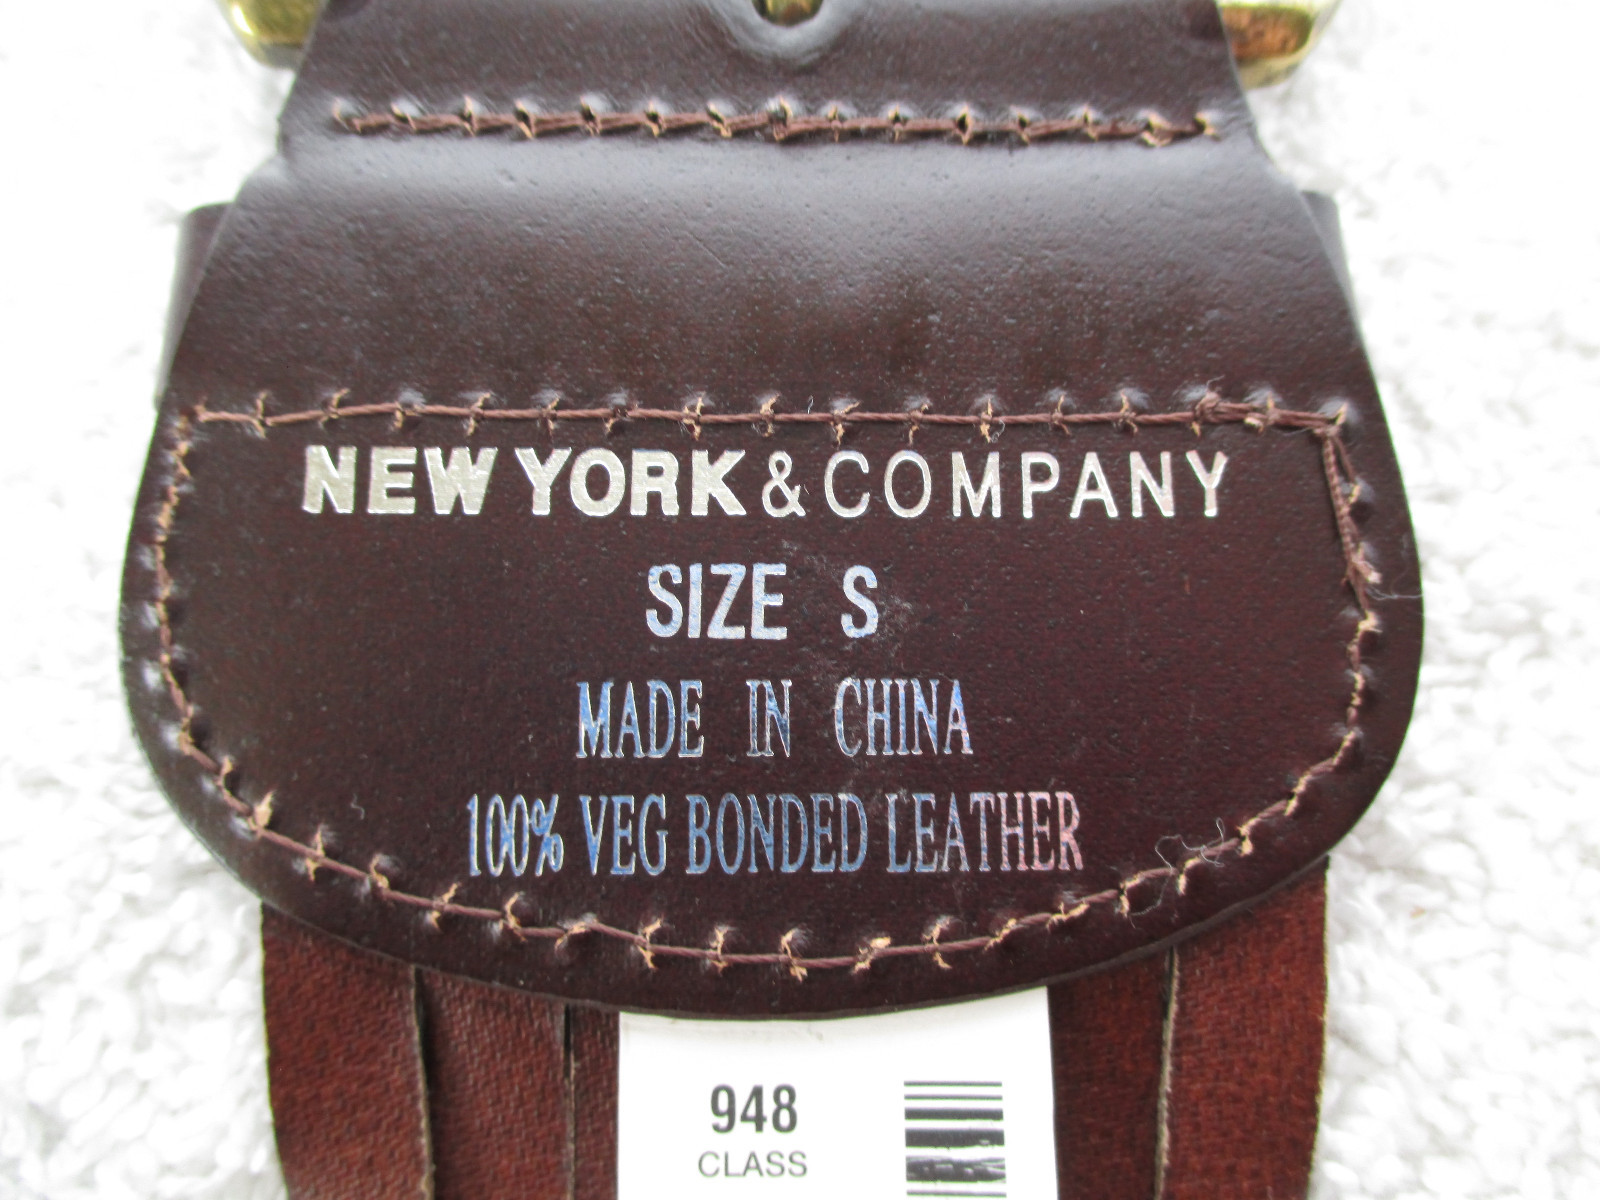 NEW YORK & COMPANY
SIZE S
MADE IN CHINA
100% VEG BONDED LEATHER
948
CLASS